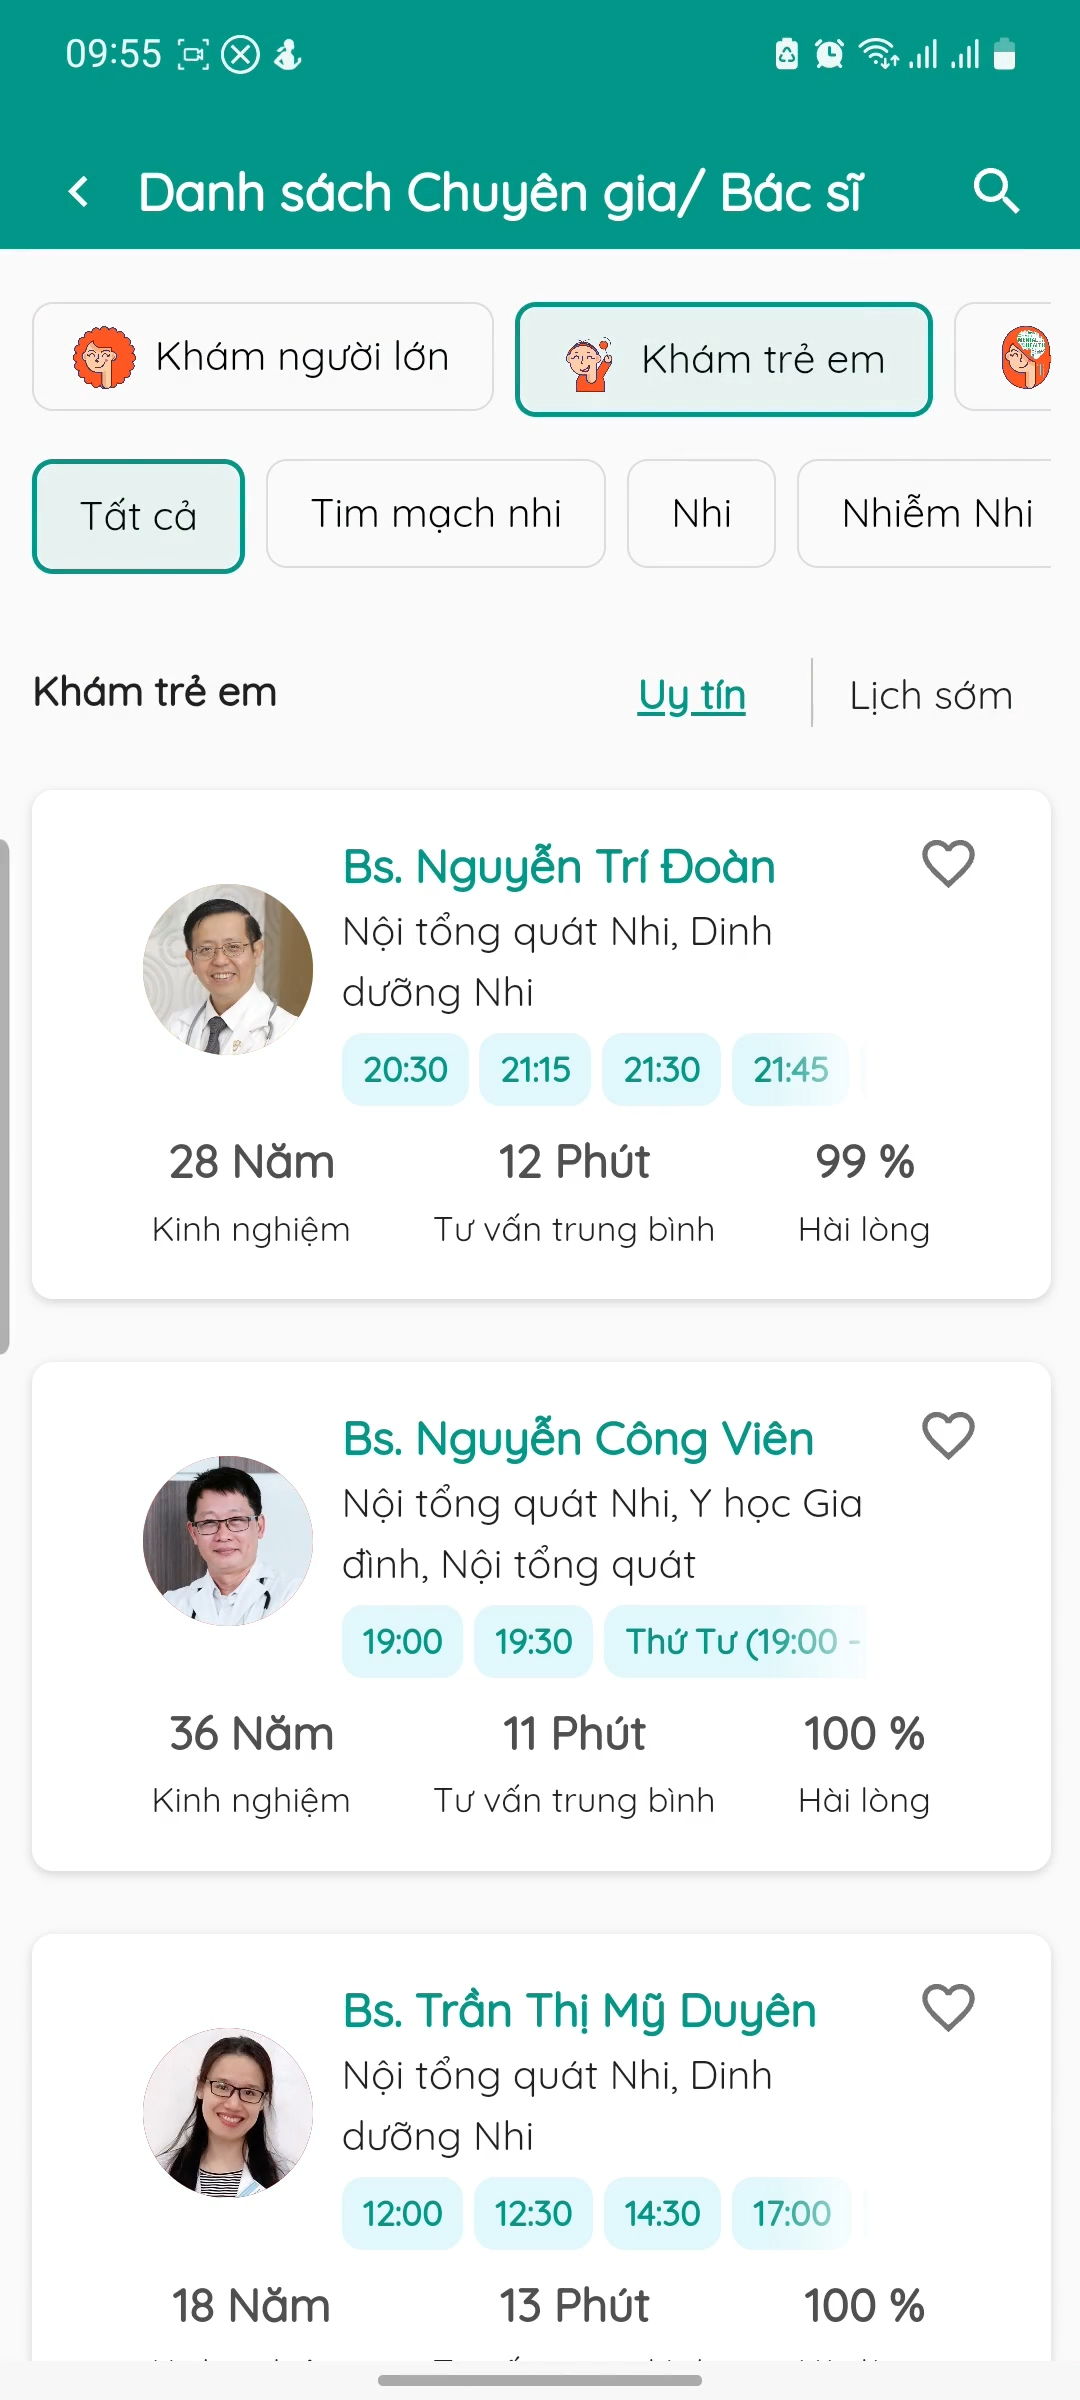 09:55
Danh sách Chuyên gia/ Bác sĩ
Khám người lớn
Khám trẻ em
Tất cả
Tim mạch nhi
Nhi
Nhiễm Nhi
Khám trẻ em
Uy tín
Lịch sớm
Bs. Nguyễn Trí Đoàn
Nội tổng quát Nhi, Dinh
dưỡng Nhi
20:30 21:15 21:30 21:45
28 Năm 12 Phút 99 %
Kinh nghiệm Tư vấn trung bình Hài lòng
Bs. Nguyễn Công Viên
Nội tổng quát Nhi, Y học Gia
đình, Nội tổng quát
19:00 19:30 Thứ Tư (19:00 -
36 Năm 11 Phút 100 %
Kinh nghiệm Tư vấn trung bình Hài lòng
Bs. Trần Thị Mỹ Duyên
Nội tổng quát Nhi, Dinh
dưỡng Nhi
12:00 12:30 14:30 17:00
18 Năm 13 Phút 100 %